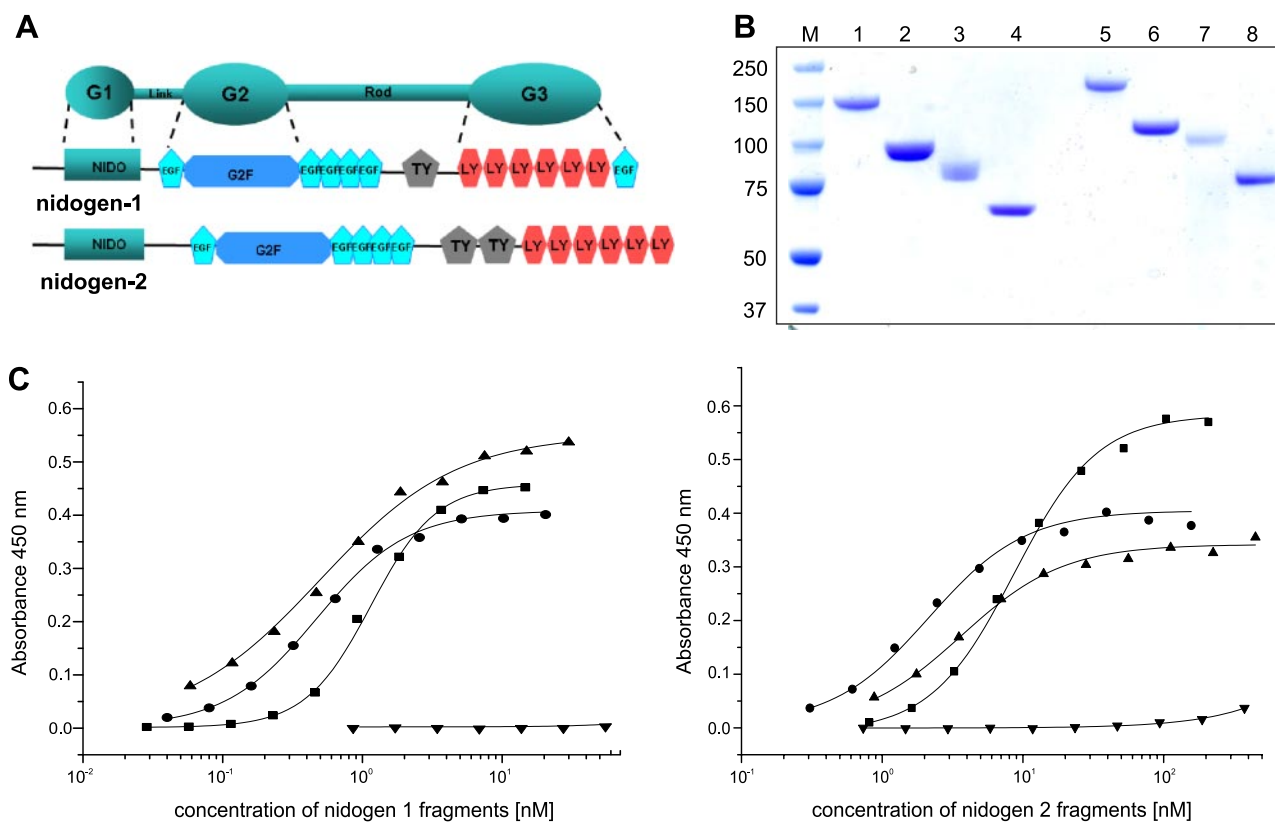 A
G1 Link G2 Rod G3
NIDO EGF G2F EGF EGF EGF EGF TY LY LY LY LY LY LY EGF
nidogen-1
NIDO EGF G2F EGF EGF EGF EGF TY TY LY LY LY LY LY LY
nidogen-2
B
M 1 2 3 4 5 6 7 8
250
150
100
75
50
37
C
Absorbance 450 nm
0.6
0.5
0.4
0.3
0.2
0.1
0.0
10⁻² 10⁻¹ 10⁰ 10¹
concentration of nidogen 1 fragments [nM]
Absorbance 450 nm
0.6
0.5
0.4
0.3
0.2
0.1
0.0
10⁻¹ 10⁰ 10¹ 10²
concentration of nidogen 2 fragments [nM]